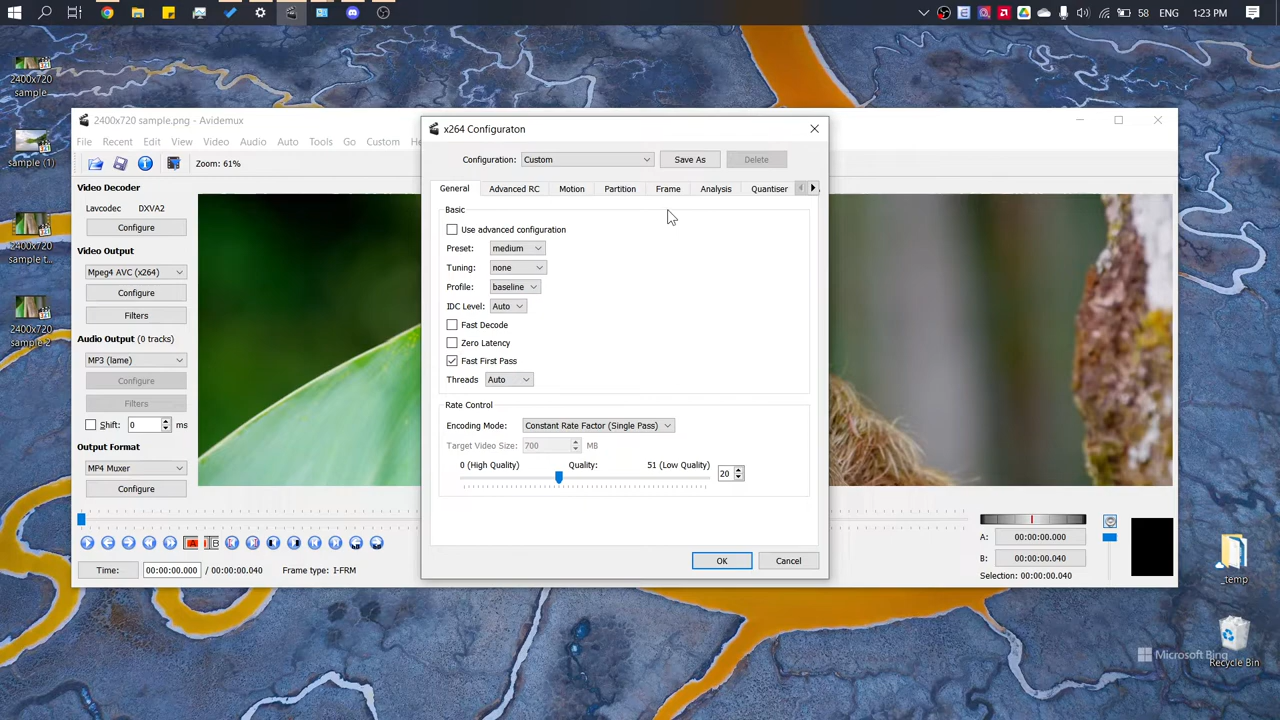 58 ENG 1:23 PM
2400x720 sample.png - Avidemux
File Recent Edit View Video Audio Auto Tools Go Custom He
Zoom: 61%
Video Decoder
Lavcodec DXVA2
Configure
Video Output
Mpeg4 AVC (x264)
Configure
Filters
Audio Output (0 tracks)
MP3 (lame)
Configure
Filters
Shift: 0 ms
Output Format
MP4 Muxer
Configure
x264 Configuraton
Configuration: Custom Save As Delete
General Advanced RC Motion Partition Frame Analysis Quantiser
Basic
Use advanced configuration
Preset: medium
Tuning: none
Profile: baseline
IDC Level: Auto
Fast Decode
Zero Latency
Fast First Pass
Threads Auto
Rate Control
Encoding Mode: Constant Rate Factor (Single Pass)
Target Video Size: 700 MB
0 (High Quality) Quality: 51 (Low Quality)
20
OK Cancel
A B
Time: 00:00:00.000 / 00:00:00.040 Frame type: I-FRM
A: 00:00:00.000
B: 00:00:00.040
Selection: 00:00:00.040
2400x720
sample
sample (1)
2400x720
sample t...
2400x720
sample 2
_temp
Microsoft Bing
Recycle Bin